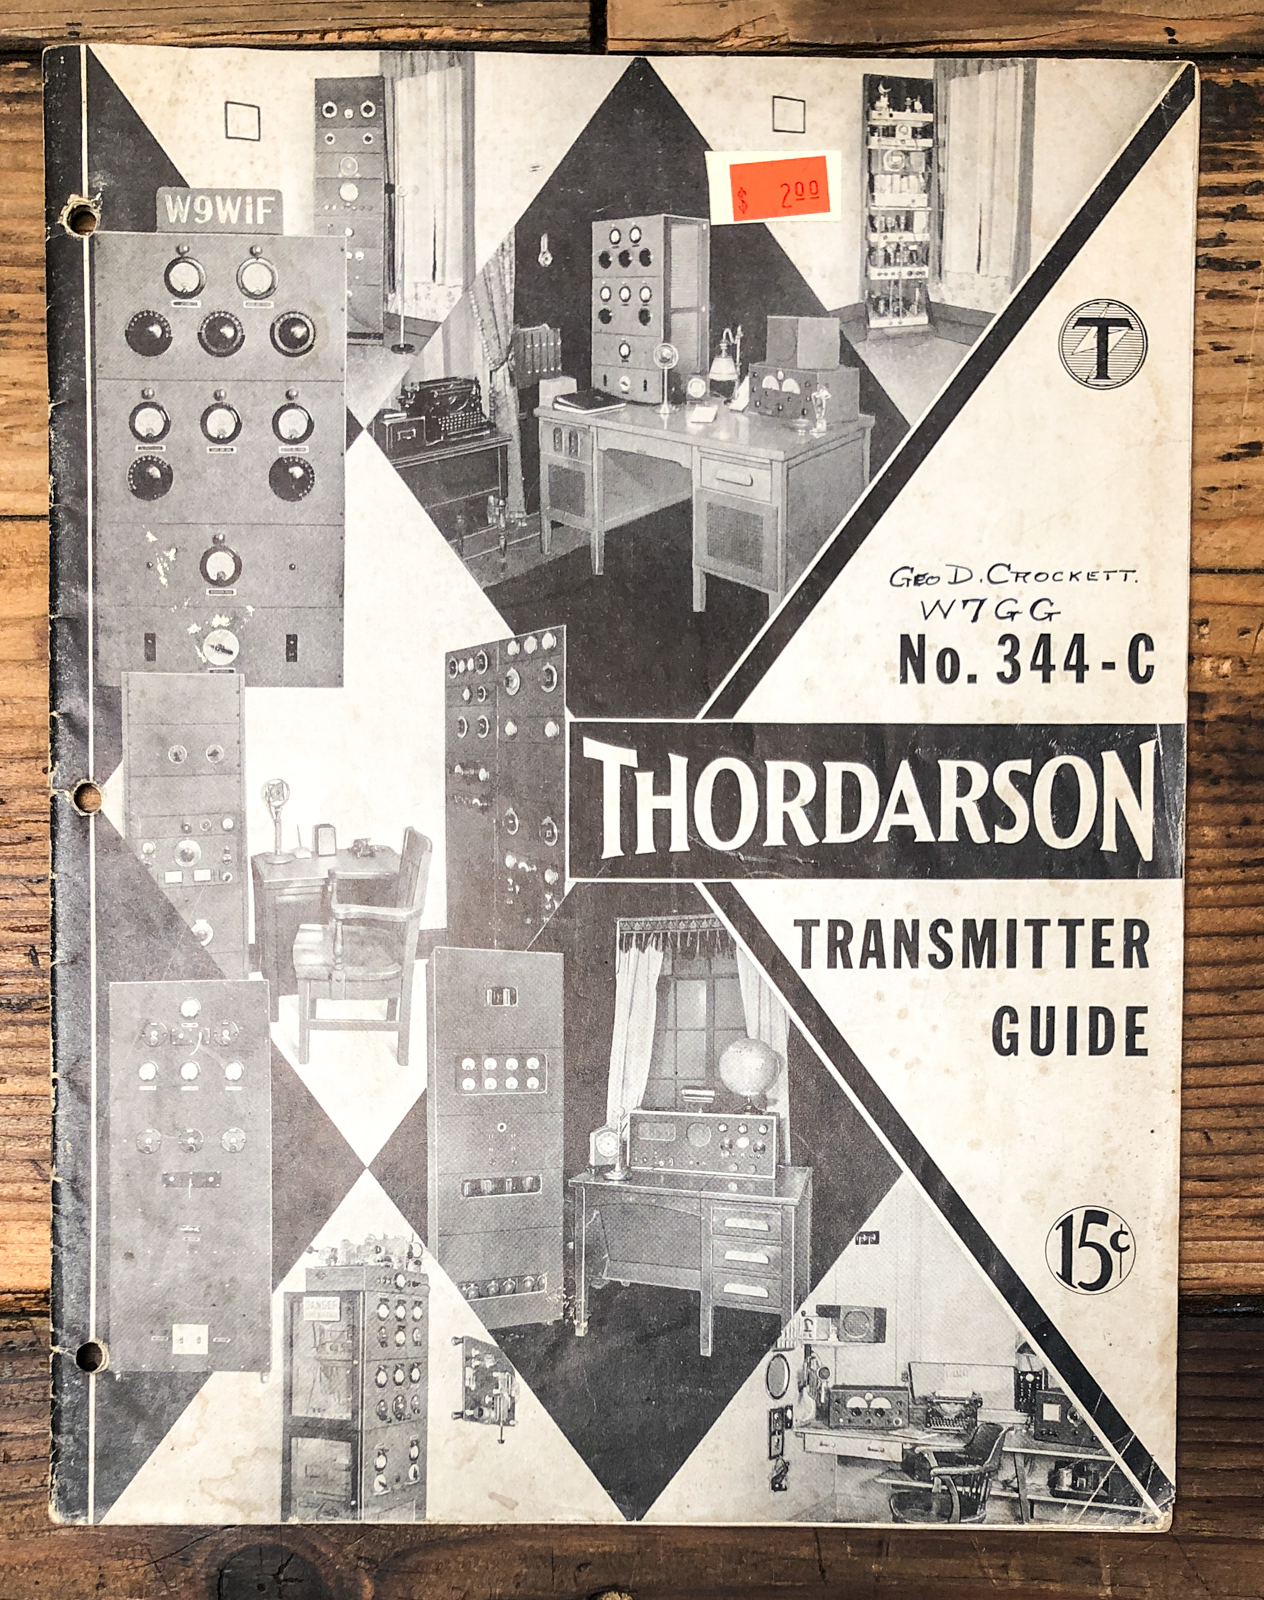 W9WiF
$ 2.00
T
GEO D. CROCKETT.
W7GG
No. 344-C
THORDARSON
TRANSMITTER
GUIDE
15¢
DANGER